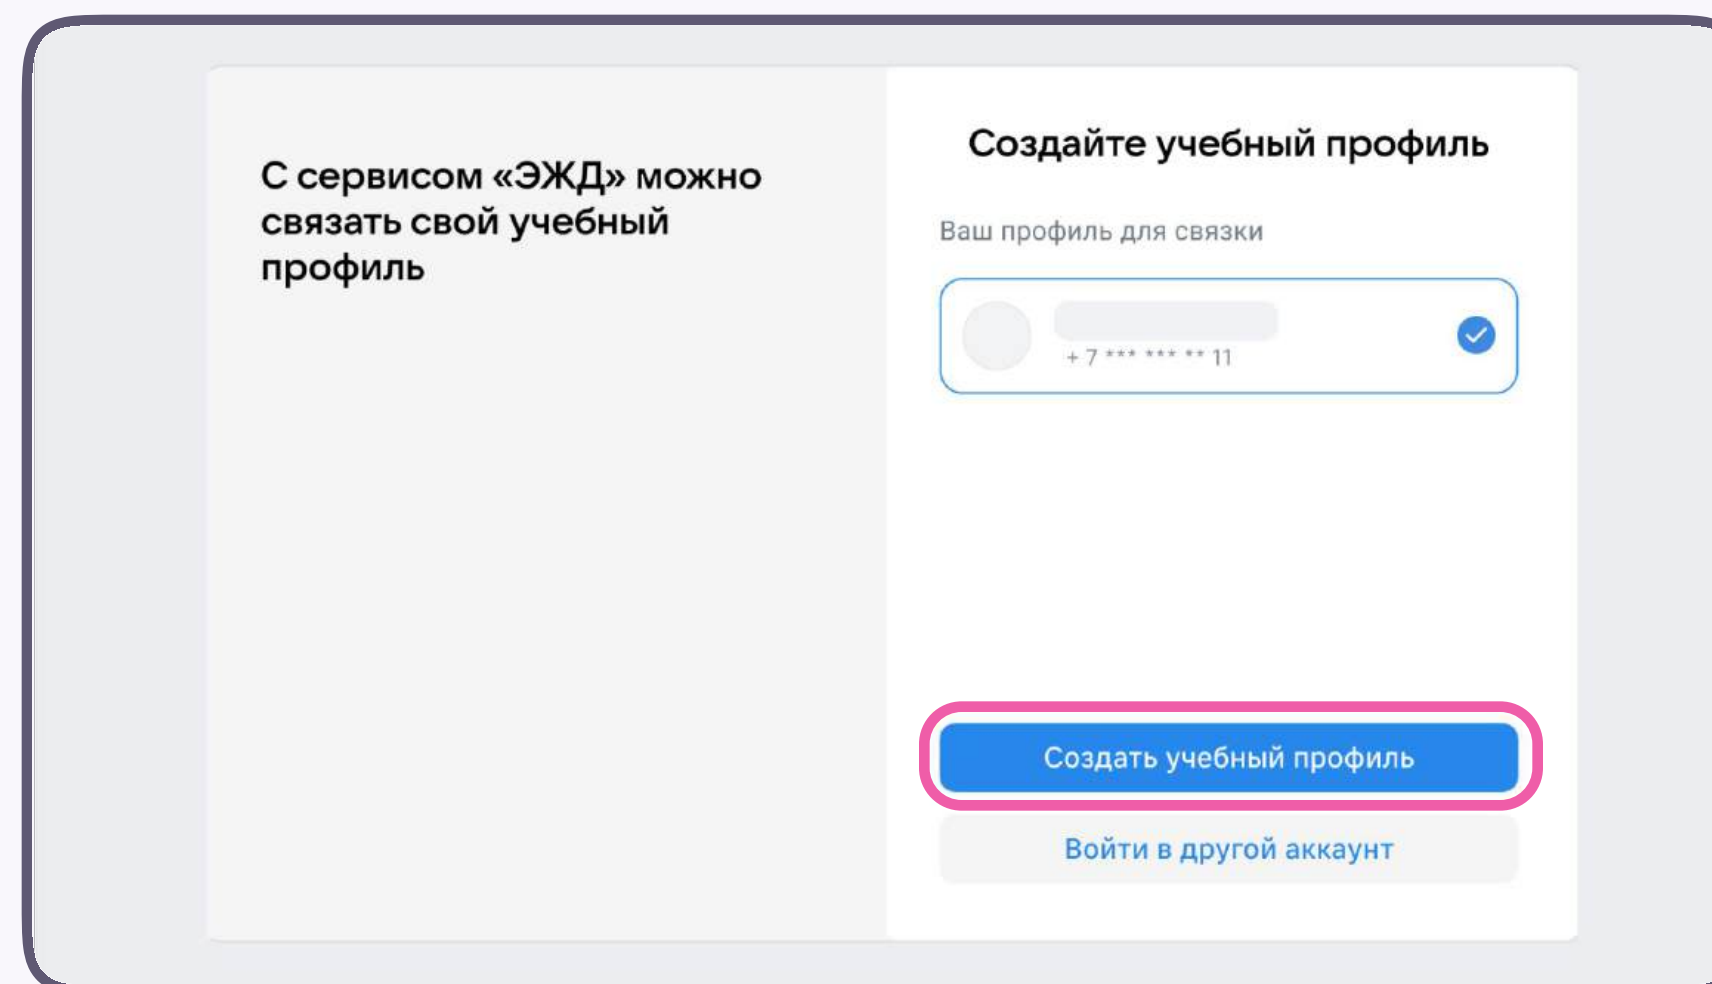 С сервисом «ЭЖД» можно
связать свой учебный
профиль
Создайте учебный профиль
Ваш профиль для связки
+ 7 *** *** ** 11
Создать учебный профиль
Войти в другой аккаунт